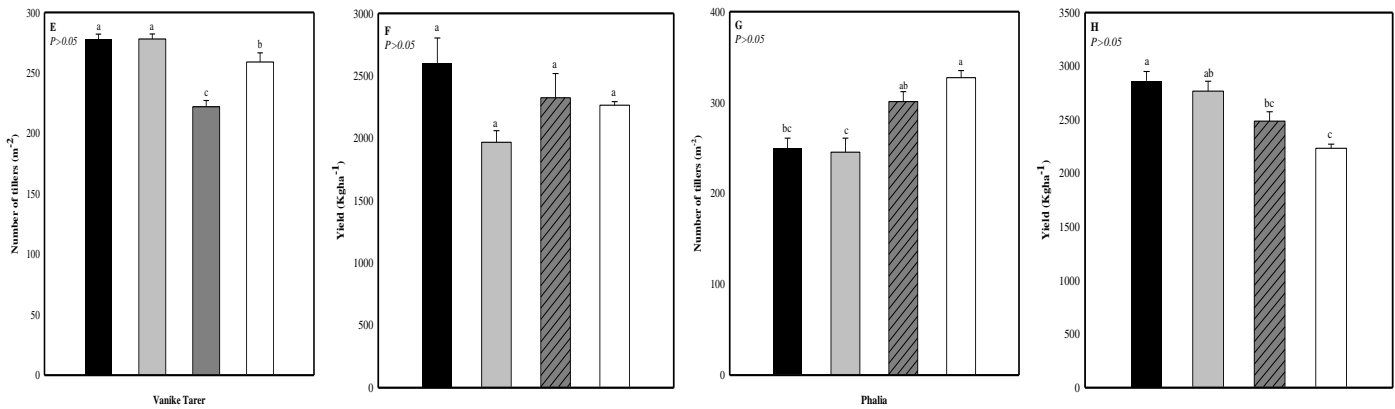 E
P>0.05
Number of tillers (m-2)
300
250
200
150
100
50
0
a
a
c
b
Vanike Tarer
F
P>0.05
Yield (Kgha-1)
3000
2500
2000
1500
1000
500
0
a
a
a
a
G
P>0.05
Number of tillers (m-2)
400
300
200
100
0
bc
c
ab
a
Phalia
H
P>0.05
Yield (Kgha-1)
3500
3000
2500
2000
1500
1000
500
0
a
ab
bc
c